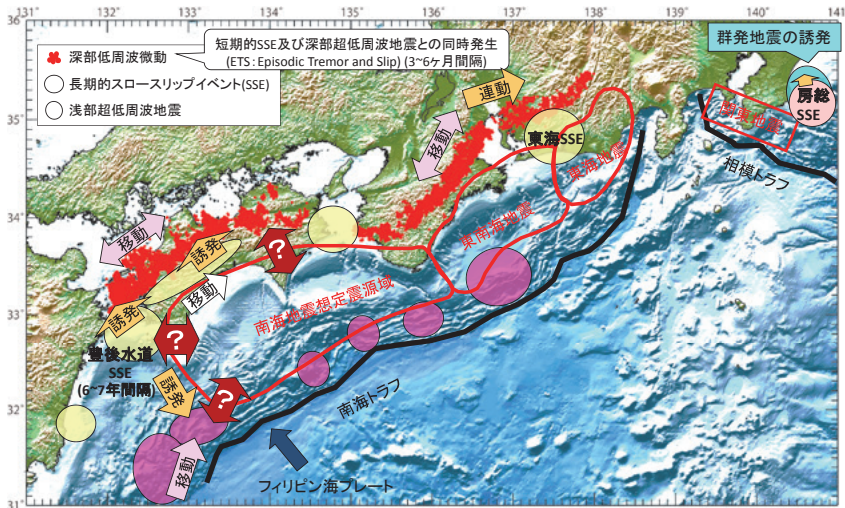 131° 132° 133° 134° 135° 136° 137° 138° 139° 140° 141°
深部低周波微動
長期的スロースリップイベント(SSE)
浅部超低周波地震
短期的SSE及び深部超低周波地震との同時発生
(ETS：Episodic Tremor and Slip) (3~6ヶ月間隔)
群発地震の誘発
連動
房総
SSE
関東地震
35°
移動
東海SSE
東海地震
相模トラフ
34°
移動
東南海地震
誘発
?
移動
南海地震想定震源域
33°
誘発
?
豊後水道
SSE
(6~7年間隔)
誘発
?
32°
南海トラフ
移動
フィリピン海プレート
31°